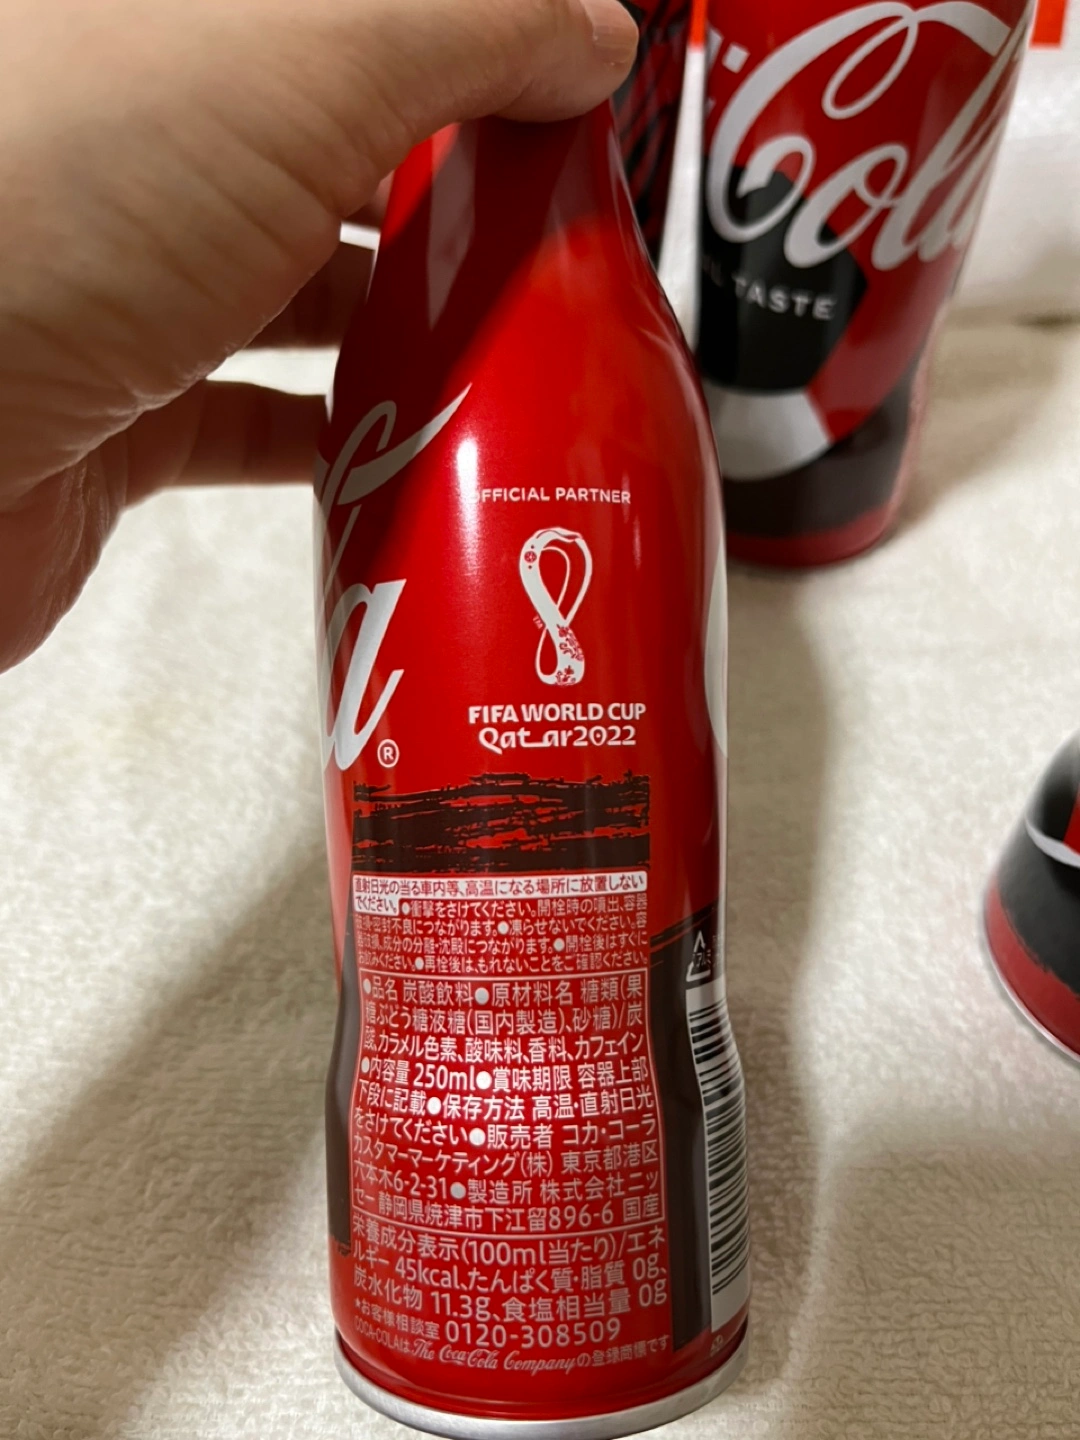 Cola
TASTE
a
®
OFFICIAL PARTNER
TM
FIFA WORLD CUP
Qatar2022
直射日光の当る車内等、高温になる場所に放置しない
でください。●衝撃をさけてください。開栓時の噴出、容器
破損・密封不良につながります。●凍らせないでください。容
器破損、成分の分離・沈殿につながります。●開栓後はすぐに
お飲みください。●再栓後は、もれないことをご確認ください。
●品名 炭酸飲料●原材料名 糖類(果
糖ぶどう糖液糖(国内製造)、砂糖)/炭
酸、カラメル色素、酸味料、香料、カフェイン
●内容量 250ml●賞味期限 容器上部
下段に記載●保存方法 高温・直射日光
をさけてください●販売者 コカ・コーラ
カスタマーマーケティング(株) 東京都港区
六本木6-2-31●製造所 株式会社ニッ
セー 静岡県焼津市下江留896-6 国産
栄養成分表示(100ml当たり)/エネ
ルギー 45kcal、たんぱく質・脂質 0g、
炭水化物 11.3g、食塩相当量 0g
*お客様相談室 0120-308509
COCA-COLAは、The Coca-Cola Companyの登録商標です